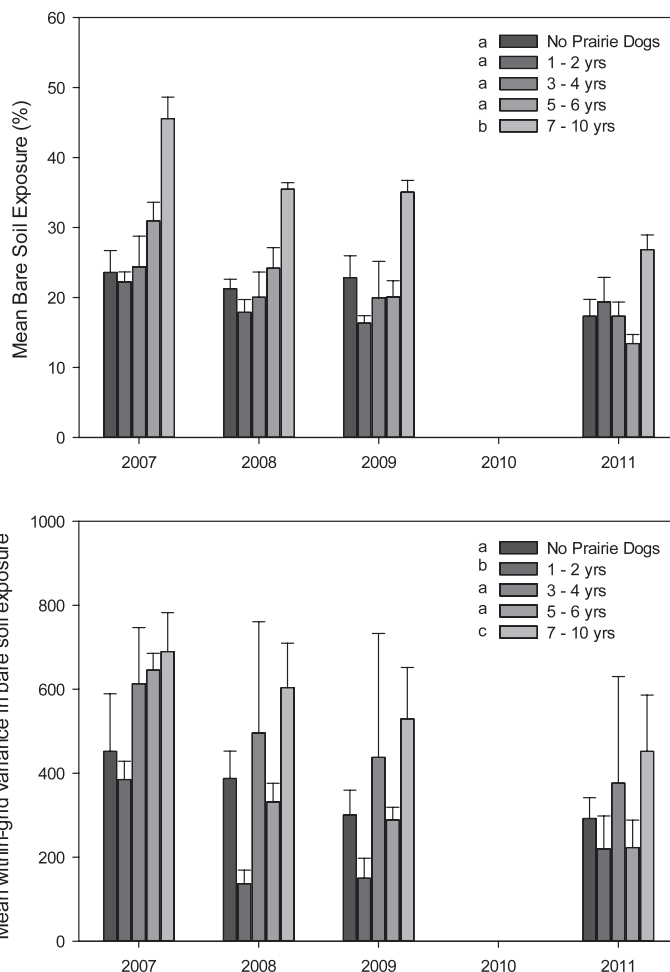 60
50
40
30
20
10
0
Mean Bare Soil Exposure (%)
a No Prairie Dogs
a 1 - 2 yrs
a 3 - 4 yrs
a 5 - 6 yrs
b 7 - 10 yrs
2007 2008 2009 2010 2011
1000
800
600
400
200
0
Mean within-grid variance in bare soil exposure
a No Prairie Dogs
b 1 - 2 yrs
a 3 - 4 yrs
a 5 - 6 yrs
c 7 - 10 yrs
2007 2008 2009 2010 2011